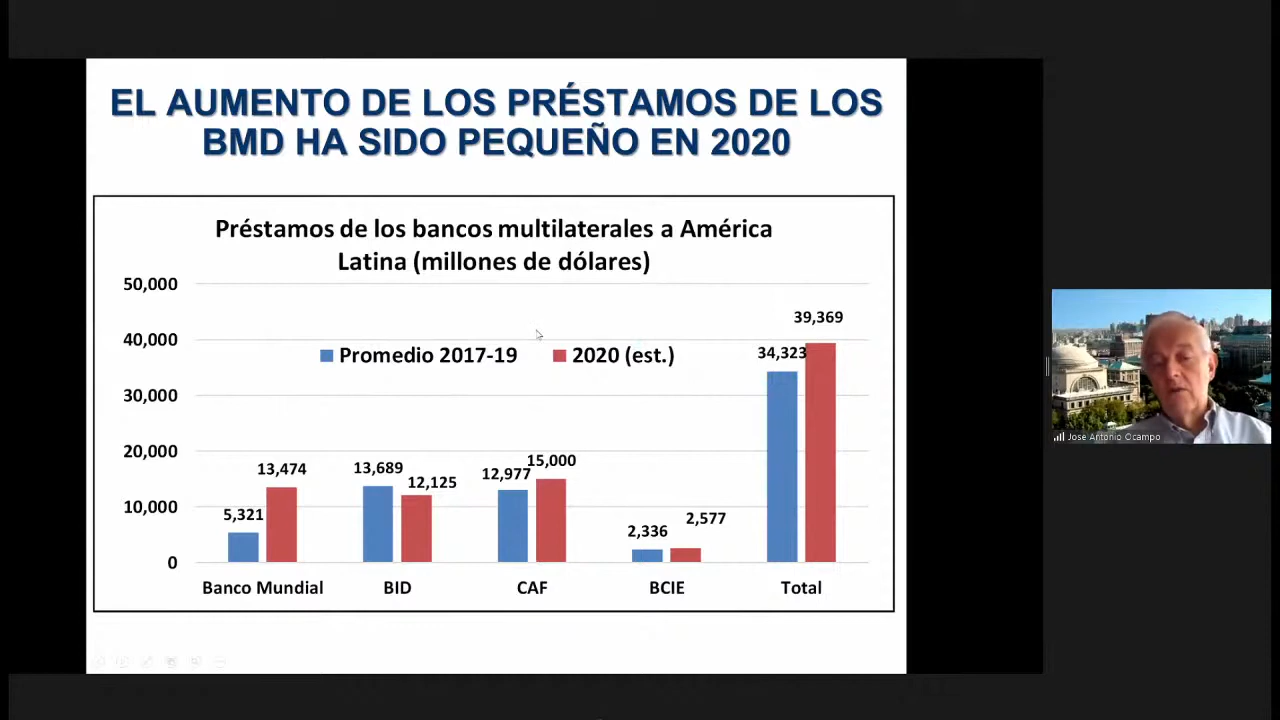 EL AUMENTO DE LOS PRÉSTAMOS DE LOS
BMD HA SIDO PEQUEÑO EN 2020
Préstamos de los bancos multilaterales a América
Latina (millones de dólares)
50,000
40,000
30,000
20,000
10,000
0
Promedio 2017-19
2020 (est.)
5,321
13,474
13,689
12,125
12,977
15,000
2,336
2,577
34,323
39,369
Banco Mundial
BID
CAF
BCIE
Total
Jose Antonio Ocampo